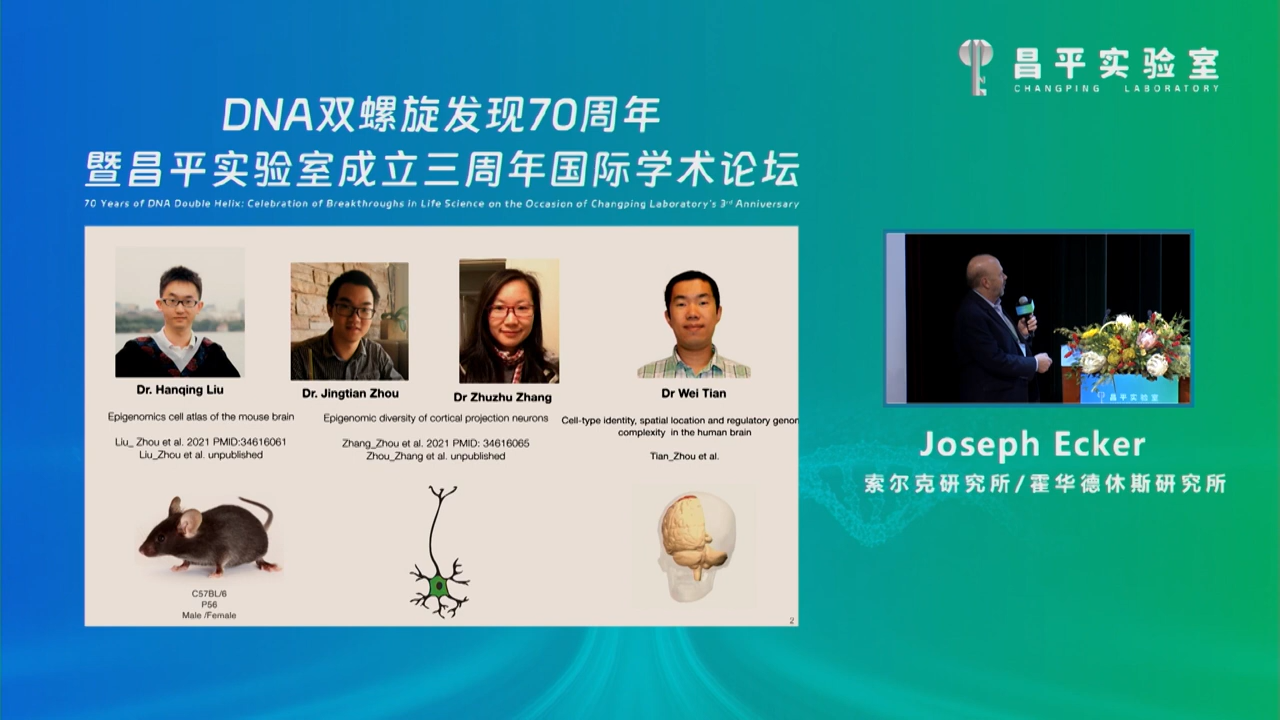 昌平实验室
CHANGPING LABORATORY
DNA双螺旋发现70周年
暨昌平实验室成立三周年国际学术论坛
70 Years of DNA Double Helix: Celebration of Breakthroughs in Life Science on the Occasion of Changping Laboratory's 3rd Anniversary
Dr. Hanqing Liu
Dr. Jingtian Zhou
Dr Zhuzhu Zhang
Dr Wei Tian
Epigenomics cell atlas of the mouse brain
Epigenomic diversity of cortical projection neurons
Cell-type identity, spatial location and regulatory genom
complexity in the human brain
Liu_ Zhou et al. 2021 PMID:34616061
Liu_Zhou et al. unpublished
Zhang_Zhou et al. 2021 PMID: 34616065
Zhou_Zhang et al. unpublished
Tian_Zhou et al.
C57BL/6
P56
Male /Female
2
昌平实验室
Joseph Ecker
索尔克研究所/霍华德休斯研究所